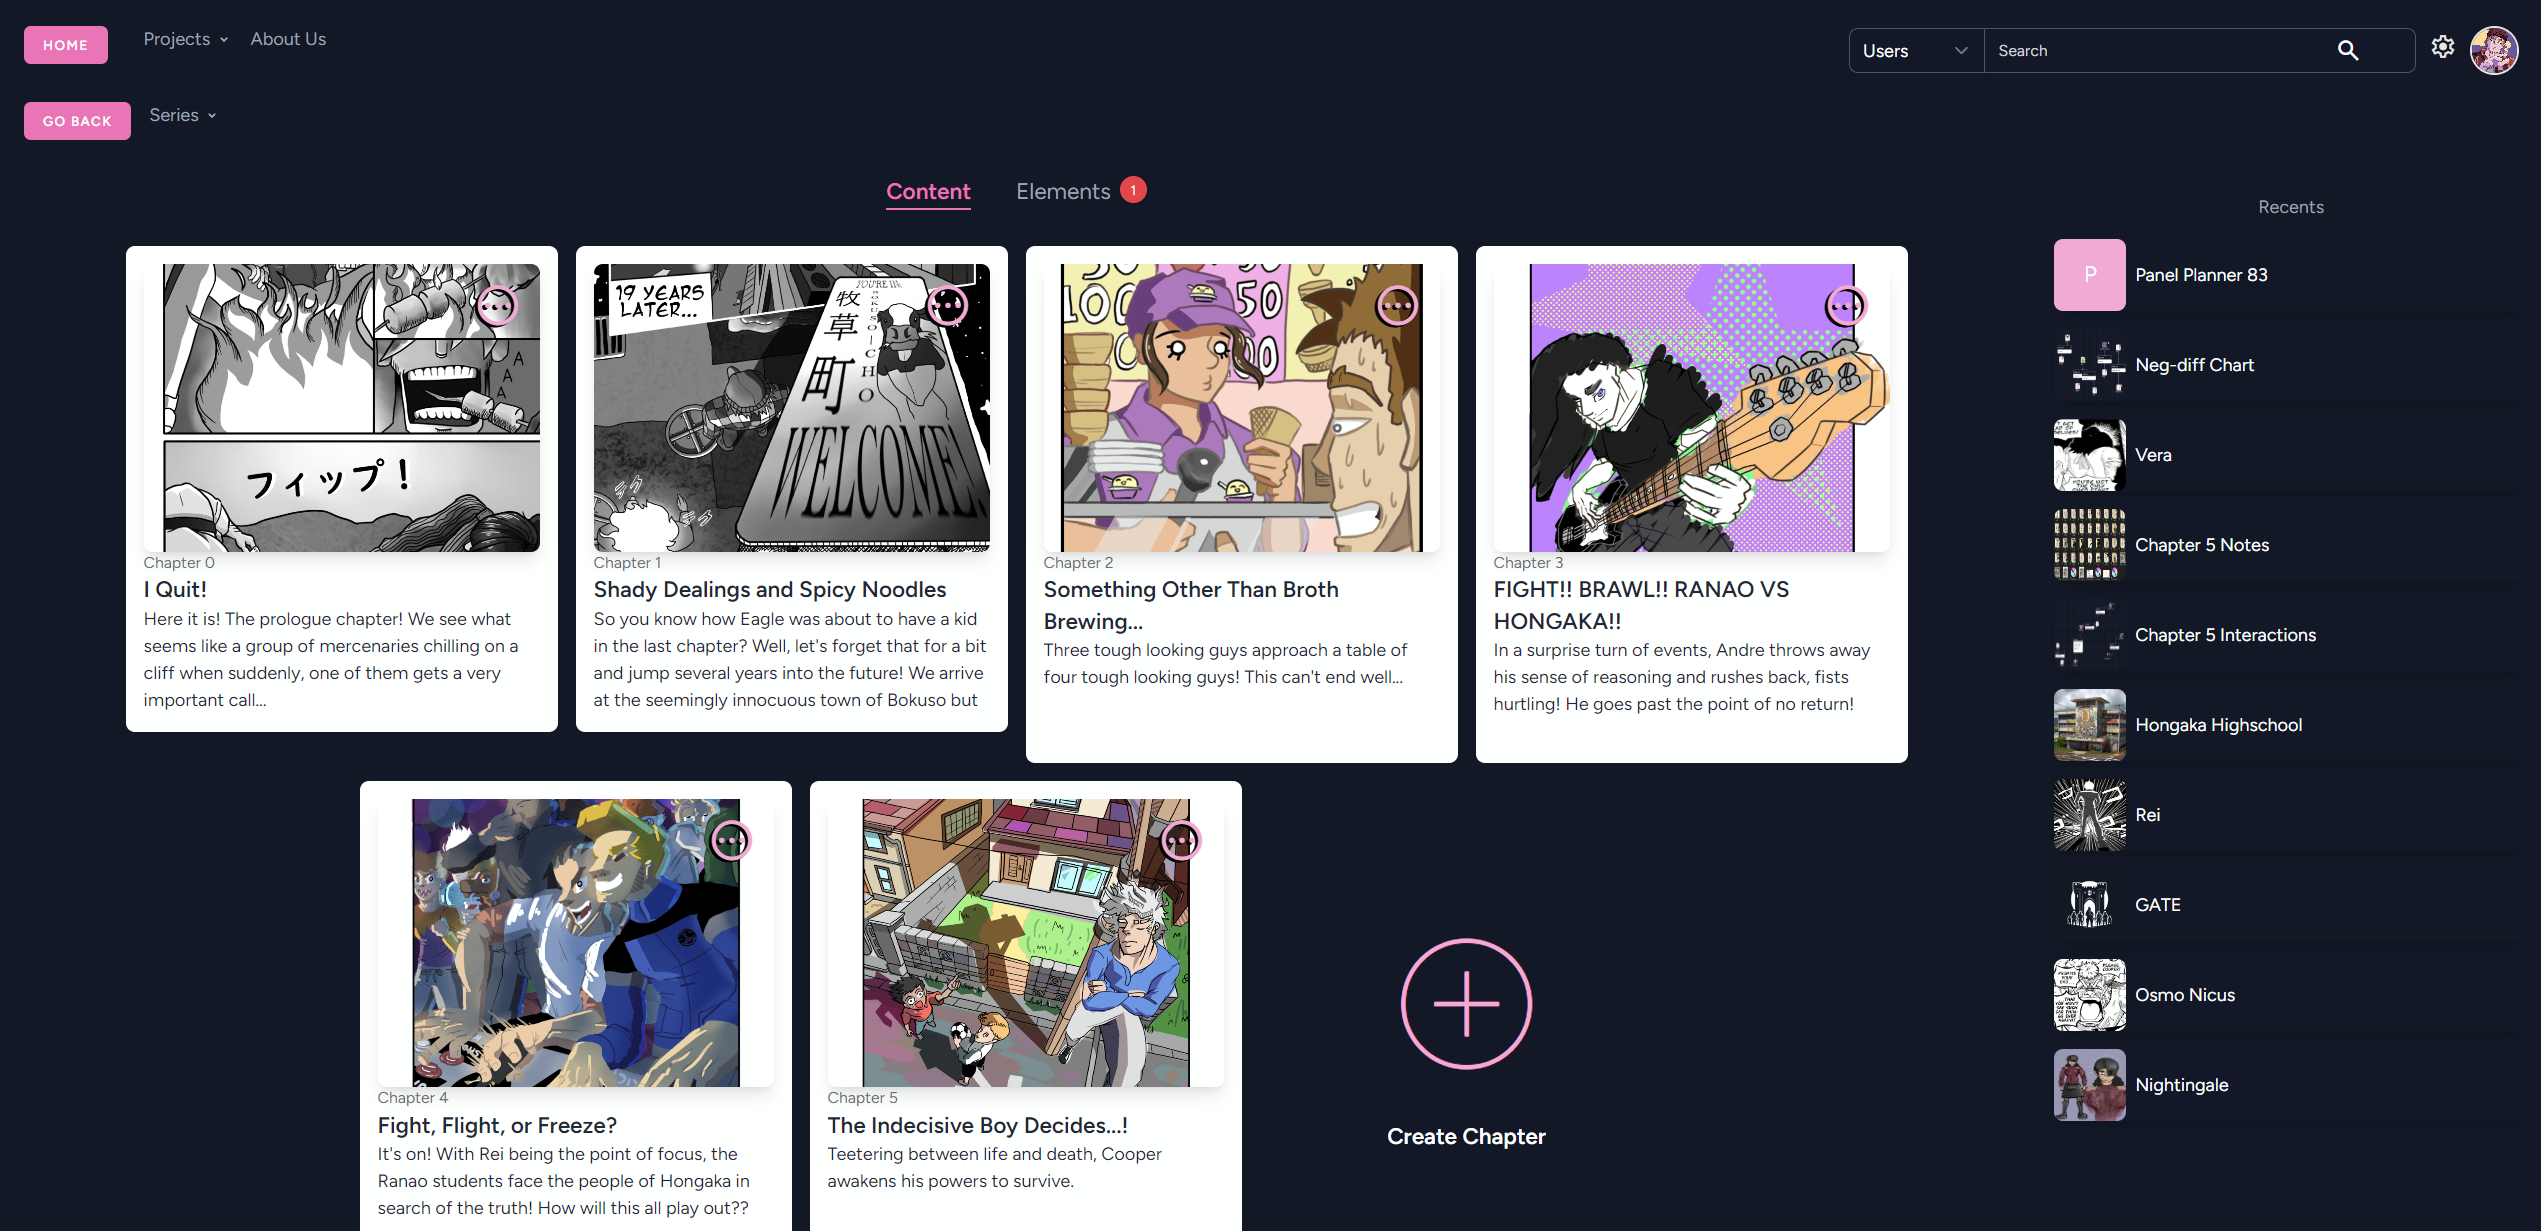 HOME
Projects
About Us
Users
Search
GO BACK
Series
Content
Elements
1
Recents
フィップ！
A
A
A
Chapter 0
I Quit!
Here it is! The prologue chapter! We see what
seems like a group of mercenaries chilling on a
cliff when suddenly, one of them gets a very
important call...
19 YEARS
LATER...
YOU'RE IN
牧草町
BOKUSO-CHO
WELCOME!
Chapter 1
Shady Dealings and Spicy Noodles
So you know how Eagle was about to have a kid
in the last chapter? Well, let's forget that for a bit
and jump several years into the future! We arrive
at the seemingly innocuous town of Bokuso but
Chapter 2
Something Other Than Broth
Brewing...
Three tough looking guys approach a table of
four tough looking guys! This can't end well...
Chapter 3
FIGHT!! BRAWL!! RANAO VS
HONGAKA!!
In a surprise turn of events, Andre throws away
his sense of reasoning and rushes back, fists
hurtling! He goes past the point of no return!
Chapter 4
Fight, Flight, or Freeze?
It's on! With Rei being the point of focus, the
Ranao students face the people of Hongaka in
search of the truth! How will this all play out??
Chapter 5
The Indecisive Boy Decides...!
Teetering between life and death, Cooper
awakens his powers to survive.
Create Chapter
P
Panel Planner 83
Neg-diff Chart
Vera
Chapter 5 Notes
Chapter 5 Interactions
Hongaka Highschool
Rei
GATE
Osmo Nicus
Nightingale